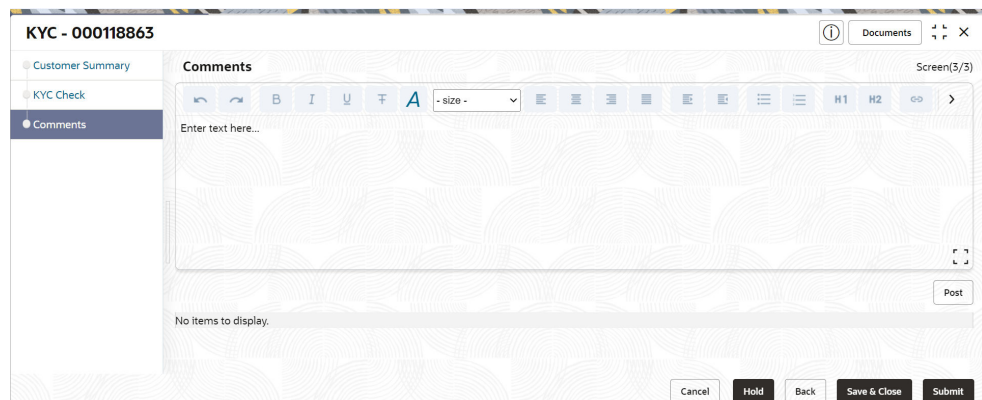 KYC - 000118863
Documents
Customer Summary
KYC Check
Comments
Comments
Screen(3/3)
B I U T A - size - H1 H2
Enter text here...
Post
No items to display.
Cancel Hold Back Save & Close Submit